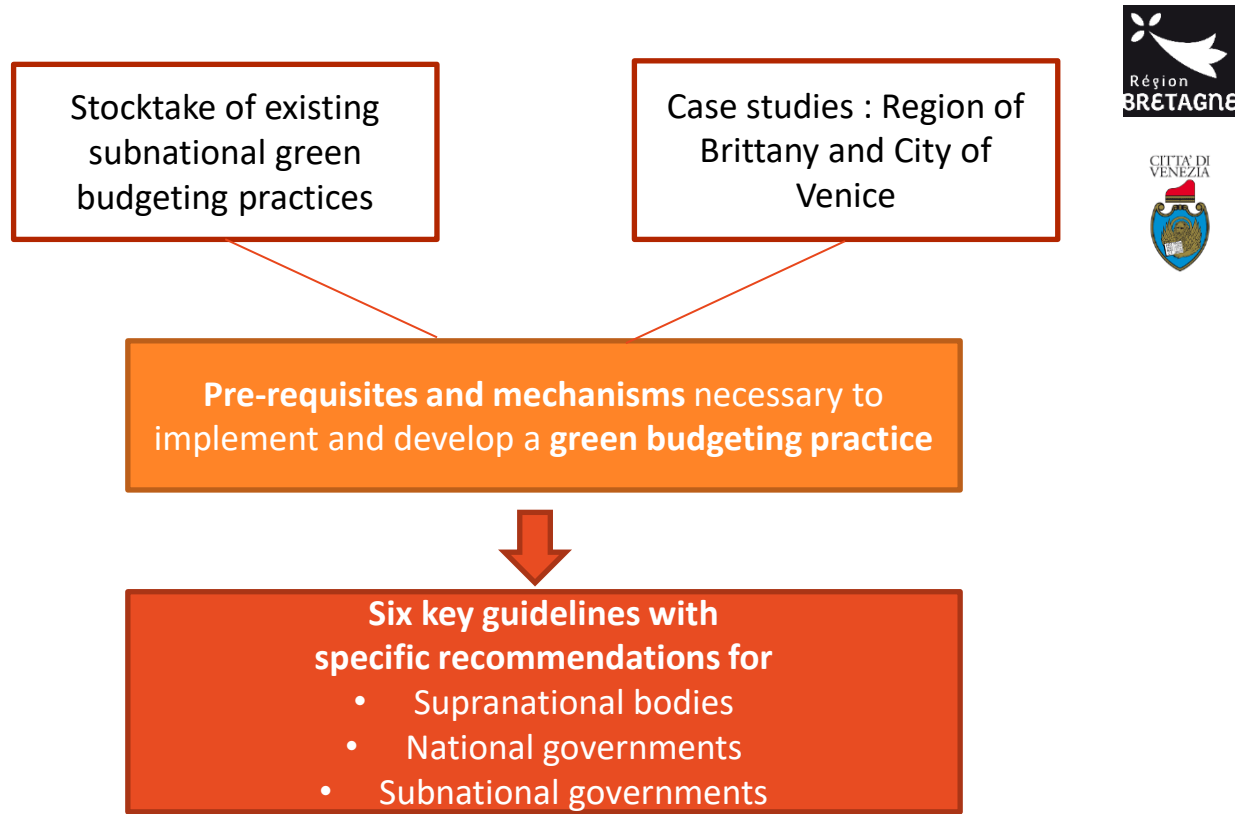 Stocktake of existing
subnational green
budgeting practices
Case studies : Region of
Brittany and City of
Venice
Région
BRETAGNE
CITTA' DI
VENEZIA
Pre-requisites and mechanisms necessary to
implement and develop a green budgeting practice
Six key guidelines with
specific recommendations for
• Supranational bodies
• National governments
• Subnational governments